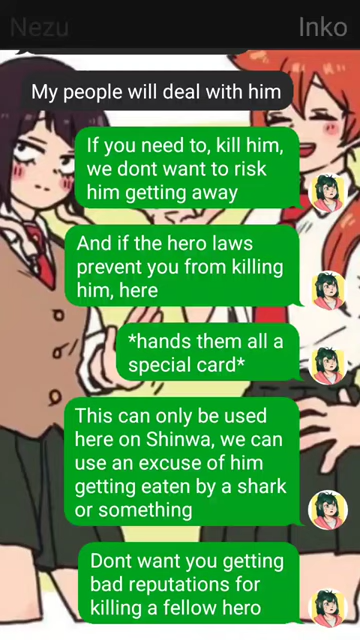 Nezu
Inko
My people will deal with him
If you need to, kill him,
we dont want to risk
him getting away
And if the hero laws
prevent you from killing
him, here
*hands them all a
special card*
This can only be used
here on Shinwa, we can
use an excuse of him
getting eaten by a shark
or something
Dont want you getting
bad reputations for
killing a fellow hero